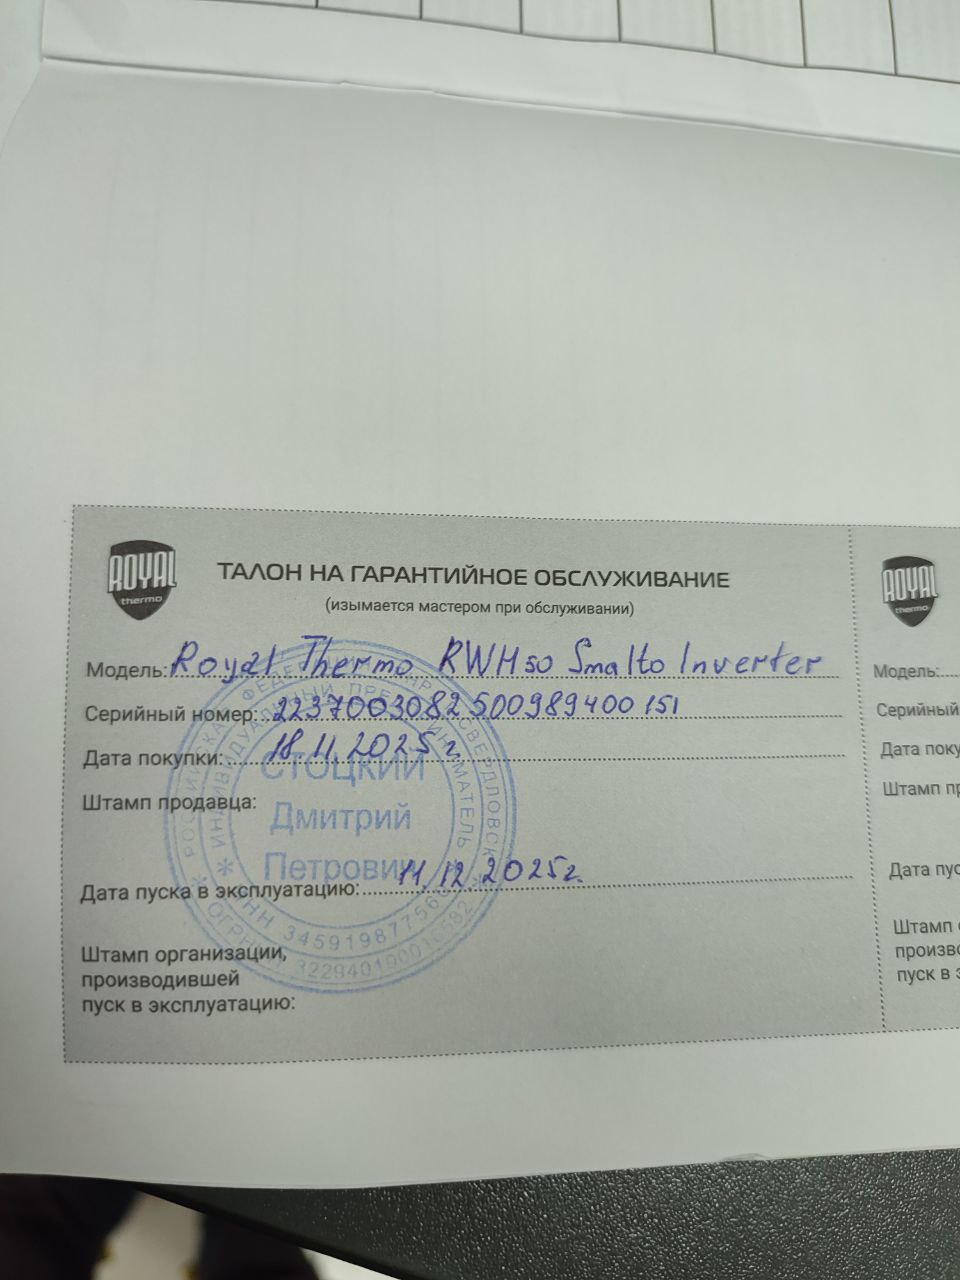 ROYAL
thermo
ТАЛОН НА ГАРАНТИЙНОЕ ОБСЛУЖИВАНИЕ
(изымается мастером при обслуживании)
Модель: Royal Thermo RWH50 Smalto Inverter
Серийный номер: 2237003082500989400151
Дата покупки: 18.11.2025г.
Штамп продавца:
СТОЦКИЙ
Дмитрий
Петрович
ИНДИВИДУАЛЬНЫЙ ПРЕДПРИНИМАТЕЛЬ
Дата пуска в эксплуатацию: 11.12.2025г.
Штамп организации,
производившей
пуск в эксплуатацию:
ROYAL
thermo
Модель:
Серийный
Дата поку
Штамп пр
Дата пус
Штамп о
произво
пуск в э